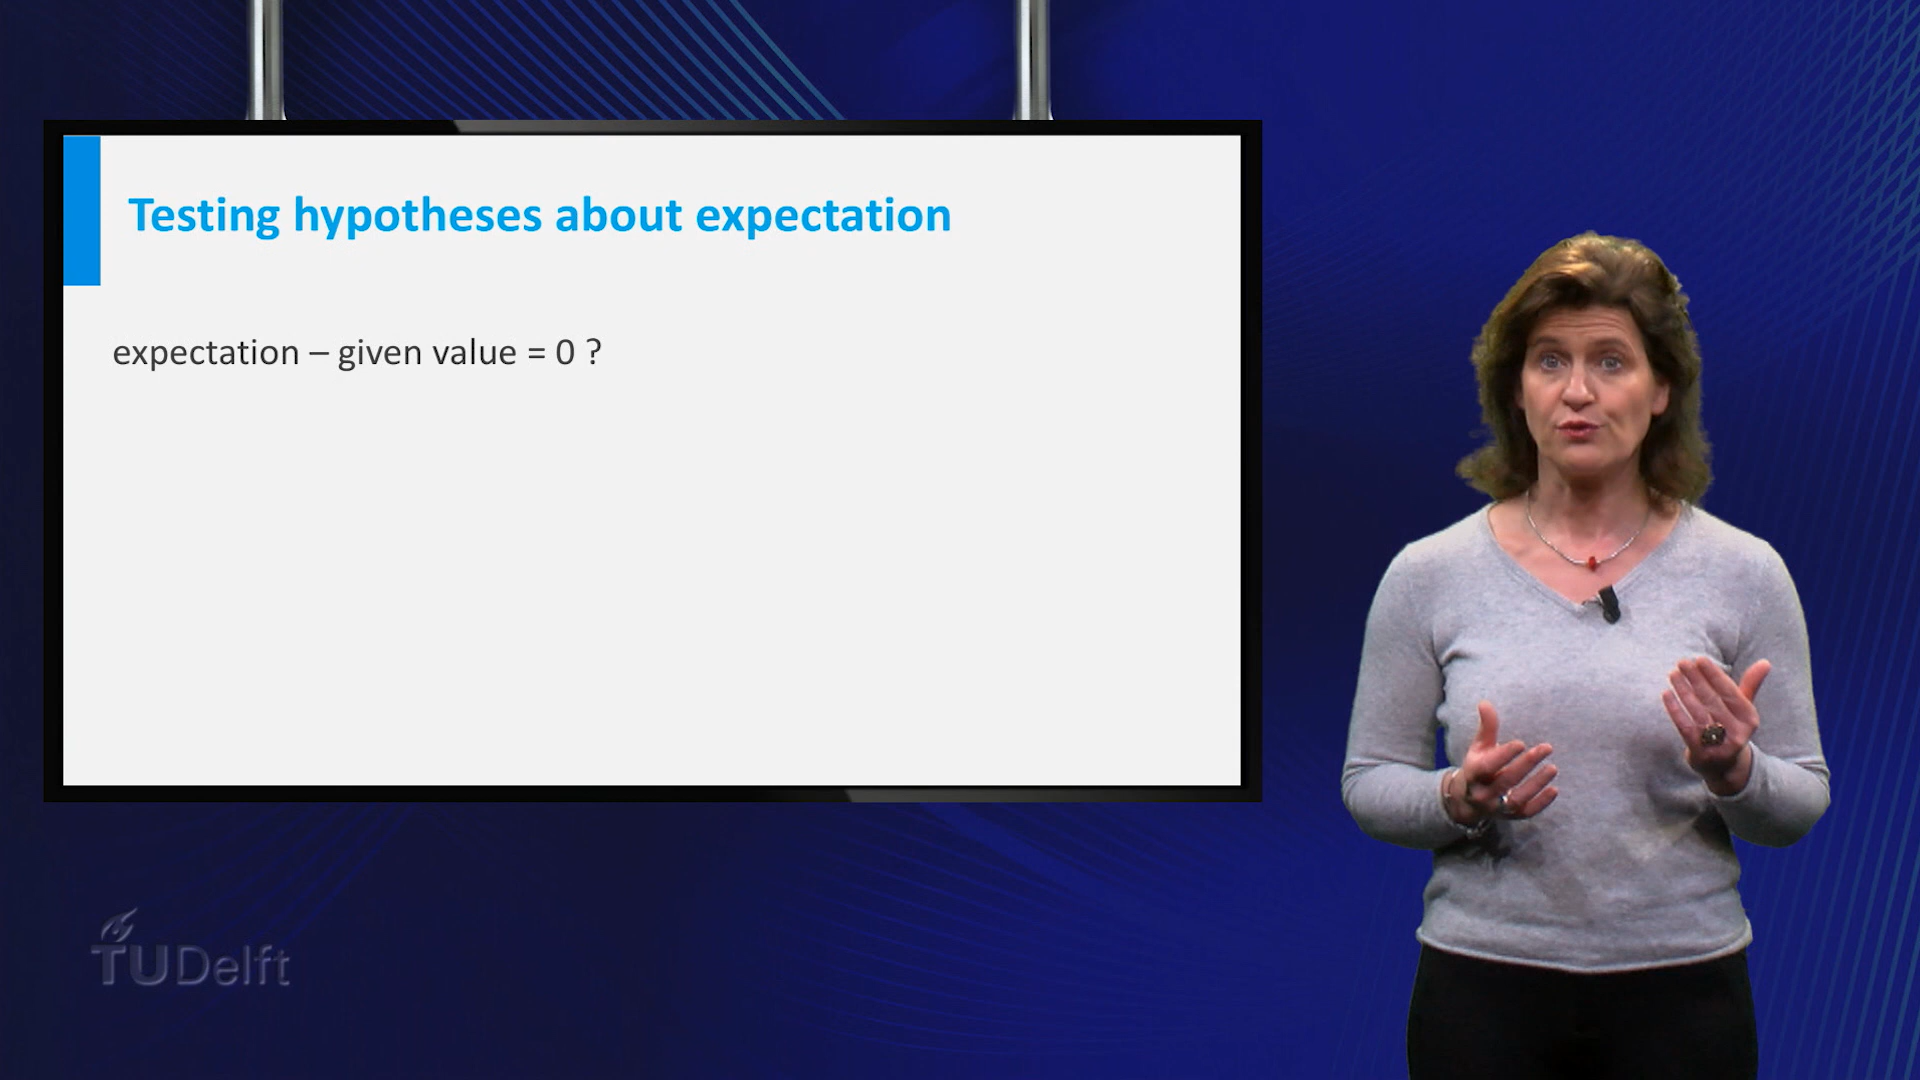 Testing hypotheses about expectation
expectation – given value = 0 ?
TUDelft